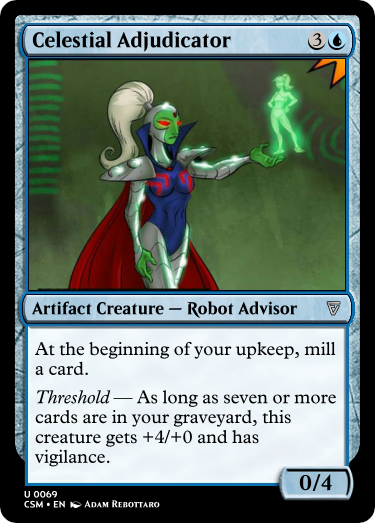 Celestial Adjudicator 3
Artifact Creature — Robot Advisor
At the beginning of your upkeep, mill
a card.
Threshold — As long as seven or more
cards are in your graveyard, this
creature gets +4/+0 and has
vigilance.
0/4
U 0069
CSM • EN Adam Rebottaro